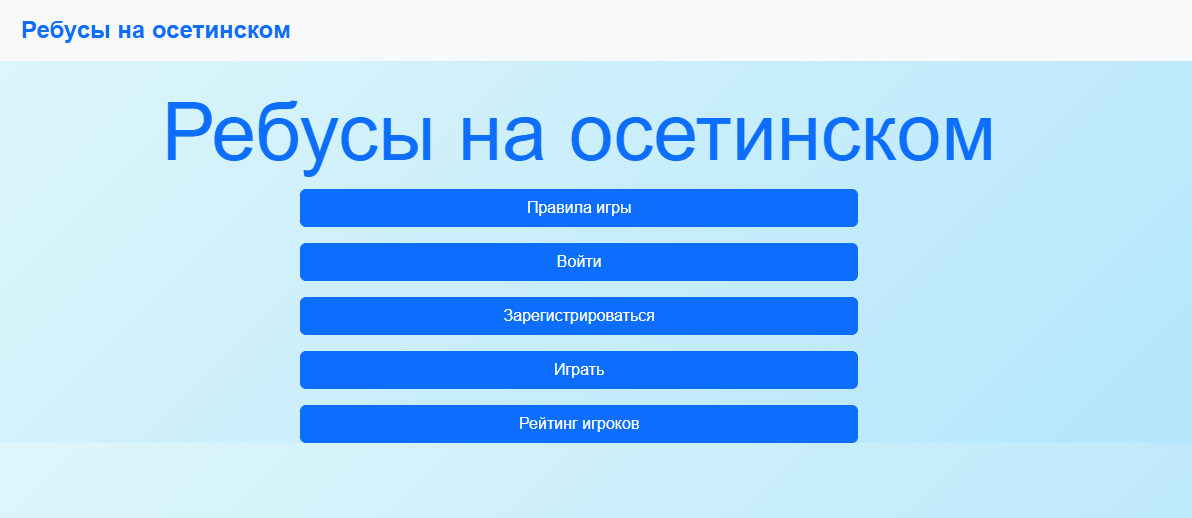 Ребусы на осетинском
Ребусы на осетинском
Правила игры
Войти
Зарегистрироваться
Играть
Рейтинг игроков